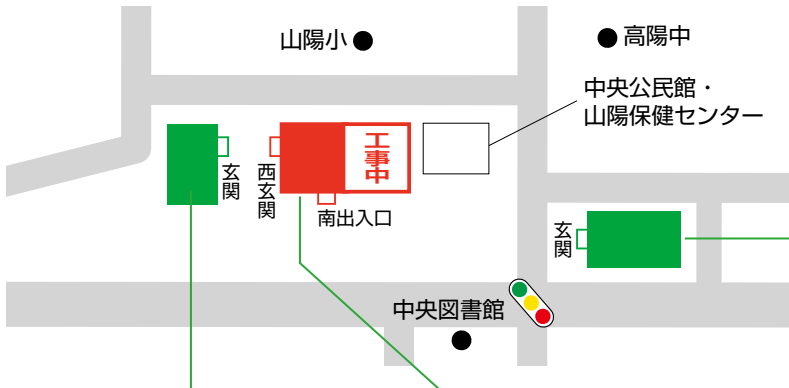 山陽小
高陽中
中央公民館・
山陽保健センター
工事中
玄関
西玄関
南出入口
玄関
中央図書館